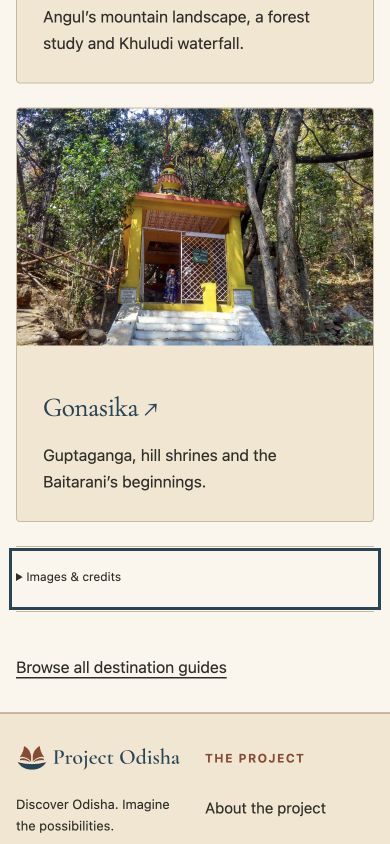 Angul’s mountain landscape, a forest
study and Khuludi waterfall.
Gonasika ↗
Guptaganga, hill shrines and the
Baitarani’s beginnings.
▶ Images & credits
Browse all destination guides
Project Odisha
Discover Odisha. Imagine
the possibilities.
THE PROJECT
About the project